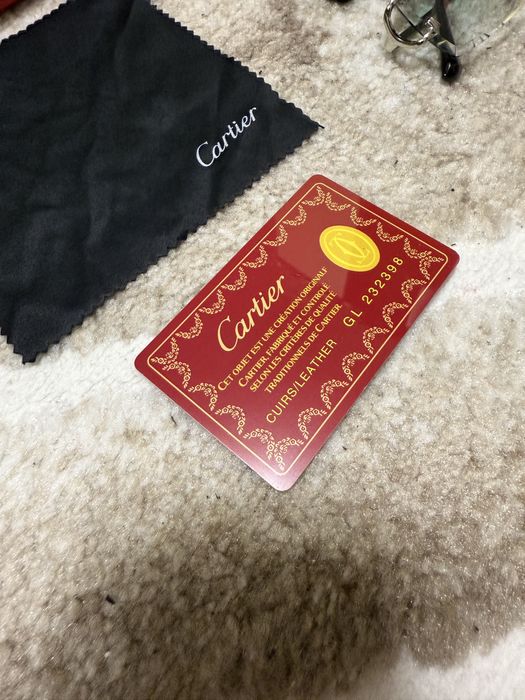 Cartier
Cartier
CET OBJET EST UNE CRÉATION ORIGINALE
CARTIER, FABRIQUÉ ET CONTRÔLÉ
SELON LES CRITÈRES DE QUALITÉ
TRADITIONNELS DE CARTIER.
CUIRS/LEATHER GL 232398